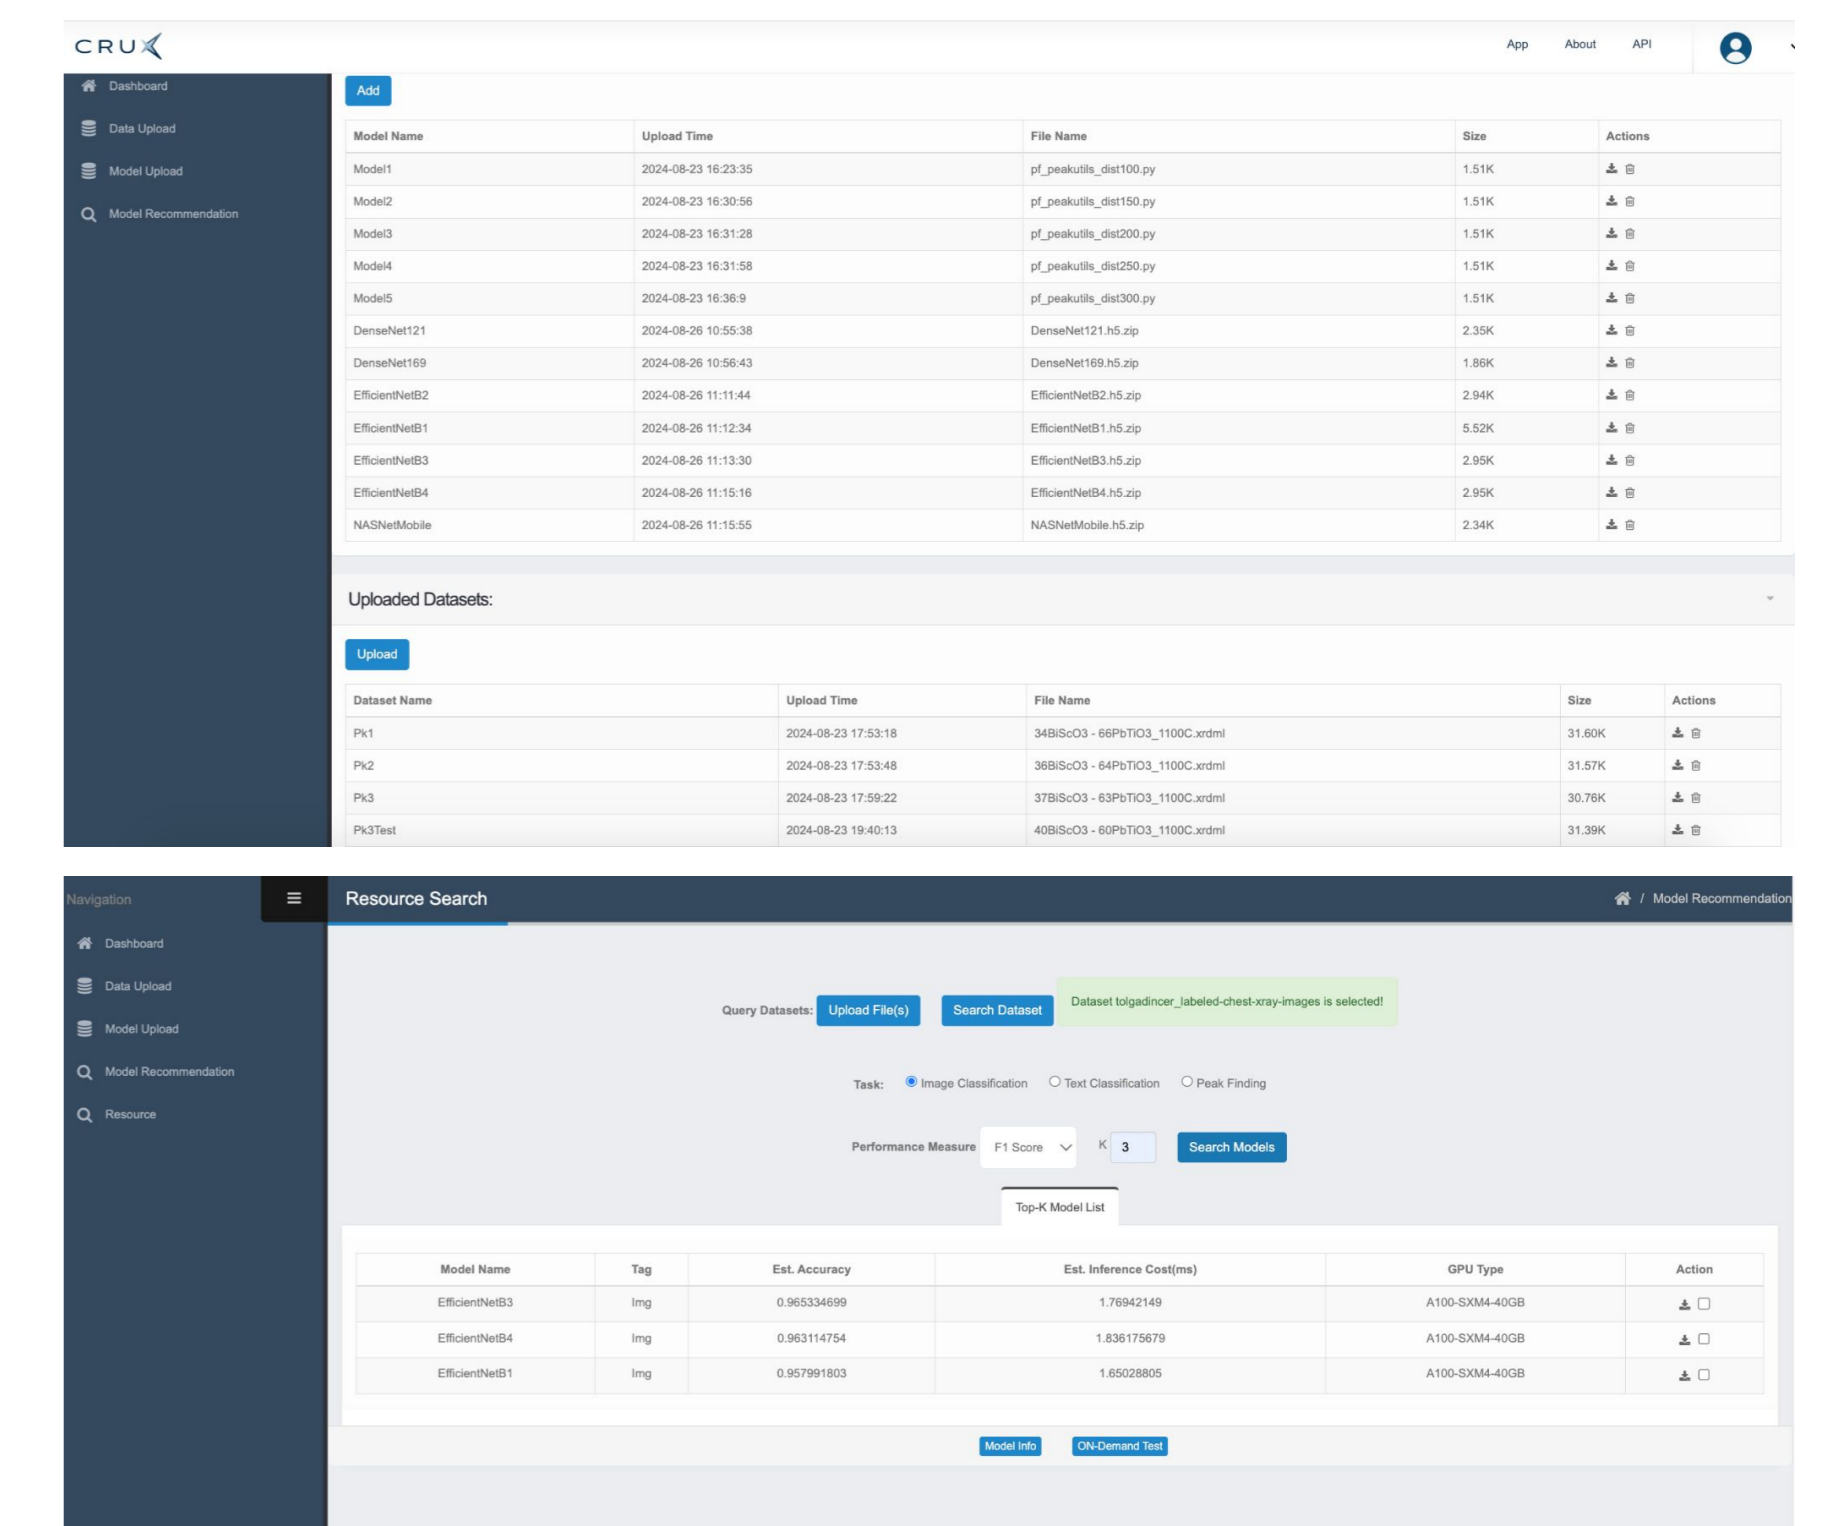 CRUX App About API
Dashboard
Data Upload
Model Upload
Model Recommendation
Add
Model Name Upload Time File Name Size Actions
Model1 2024-08-23 16:23:35 pf_peakutils_dist100.py 1.51K
Model2 2024-08-23 16:30:56 pf_peakutils_dist150.py 1.51K
Model3 2024-08-23 16:31:28 pf_peakutils_dist200.py 1.51K
Model4 2024-08-23 16:31:58 pf_peakutils_dist250.py 1.51K
Model5 2024-08-23 16:36:9 pf_peakutils_dist300.py 1.51K
DenseNet121 2024-08-26 10:55:38 DenseNet121.h5.zip 2.35K
DenseNet169 2024-08-26 10:56:43 DenseNet169.h5.zip 1.86K
EfficientNetB2 2024-08-26 11:11:44 EfficientNetB2.h5.zip 2.94K
EfficientNetB1 2024-08-26 11:12:34 EfficientNetB1.h5.zip 5.52K
EfficientNetB3 2024-08-26 11:13:30 EfficientNetB3.h5.zip 2.95K
EfficientNetB4 2024-08-26 11:15:16 EfficientNetB4.h5.zip 2.95K
NASNetMobile 2024-08-26 11:15:55 NASNetMobile.h5.zip 2.34K
Uploaded Datasets:
Upload
Dataset Name Upload Time File Name Size Actions
Pk1 2024-08-23 17:53:18 34BiScO3 - 66PbTiO3_1100C.xrdml 31.60K
Pk2 2024-08-23 17:53:48 36BiScO3 - 64PbTiO3_1100C.xrdml 31.57K
Pk3 2024-08-23 17:59:22 37BiScO3 - 63PbTiO3_1100C.xrdml 30.76K
Pk3Test 2024-08-23 19:40:13 40BiScO3 - 60PbTiO3_1100C.xrdml 31.39K
Navigation
Dashboard
Data Upload
Model Upload
Model Recommendation
Resource
Resource Search / Model Recommendation
Query Datasets: Upload File(s) Search Dataset Dataset tolgadincer_labeled-chest-xray-images is selected!
Task: Image Classification Text Classification Peak Finding
Performance Measure F1 Score K 3 Search Models
Top-K Model List
Model Name Tag Est. Accuracy Est. Inference Cost(ms) GPU Type Action
EfficientNetB3 Img 0.965334699 1.76942149 A100-SXM4-40GB
EfficientNetB4 Img 0.963114754 1.836175679 A100-SXM4-40GB
EfficientNetB1 Img 0.957991803 1.65028805 A100-SXM4-40GB
Model Info ON-Demand Test